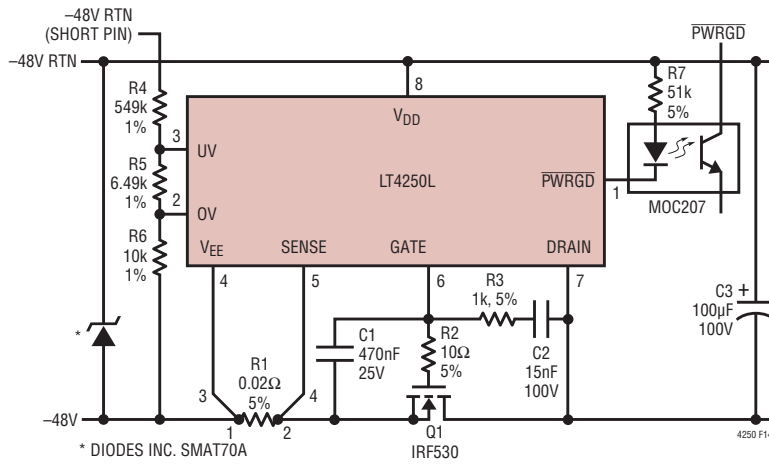 –48V RTN
(SHORT PIN)
–48V RTN
PWRGD
R4
549k
1%
R5
6.49k
1%
R6
10k
1%
3
UV
2
OV
8
VDD
LT4250L
PWRGD
1
R7
51k
5%
MOC207
VEE
SENSE
GATE
DRAIN
4
5
6
7
R3
1k, 5%
C1
470nF
25V
R2
10Ω
5%
C2
15nF
100V
C3
100µF
100V
+
*
R1
0.02Ω
5%
3
4
1
2
–48V
Q1
IRF530
* DIODES INC. SMAT70A
4250 F14